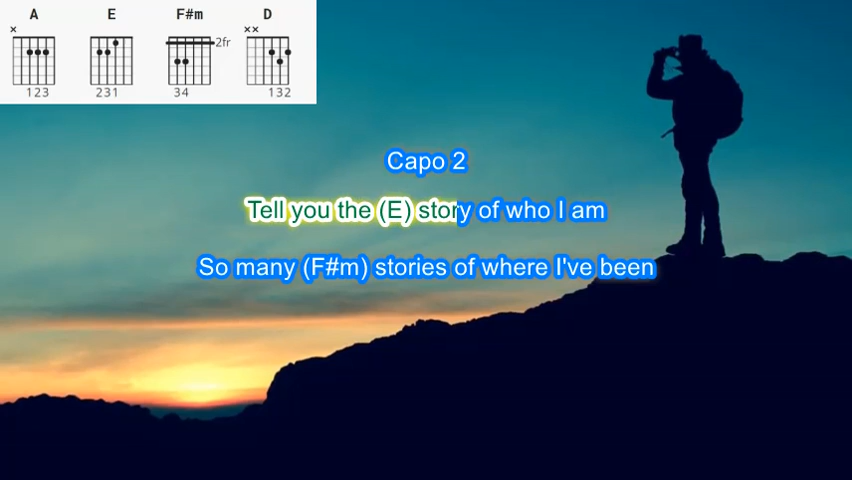 A E F#m D
× ××
2fr
123 231 34 132
Capo 2
Tell you the (E) story of who I am
So many (F#m) stories of where I've been